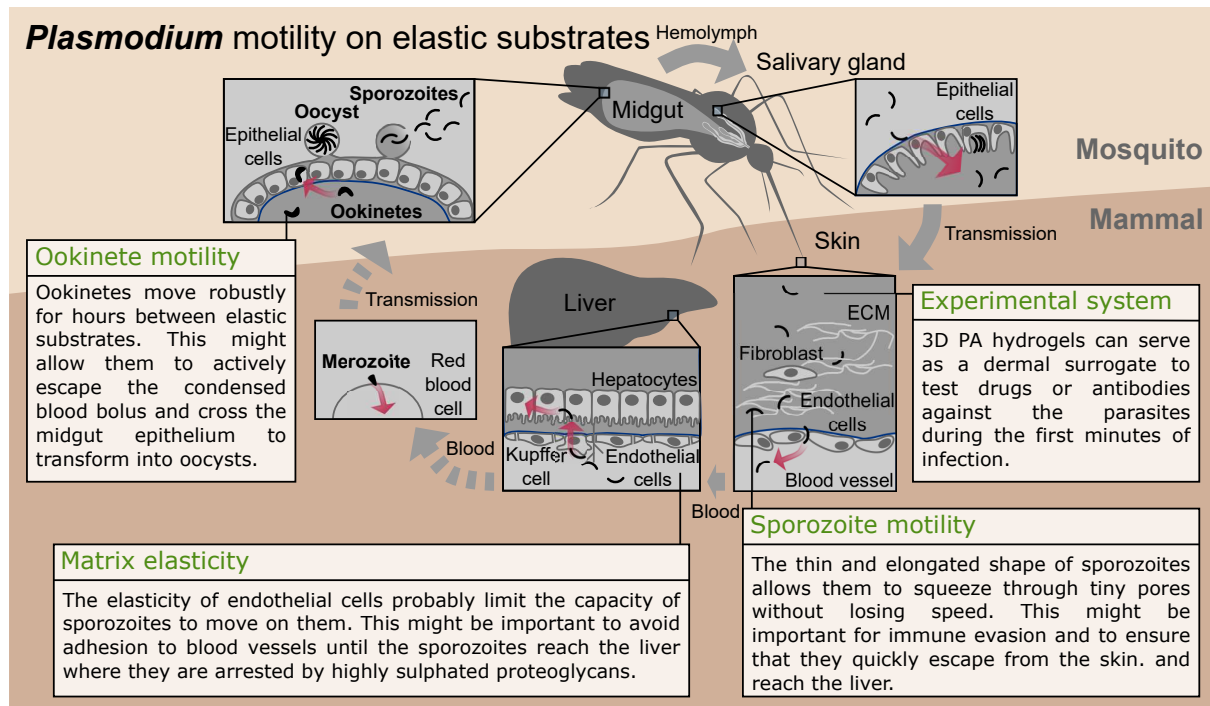 Plasmodium motility on elastic substrates
Hemolymph
Salivary gland
Midgut
Sporozoites
Oocyst
Epithelial
cells
Ookinetes
Epithelial
cells
Mosquito
Mammal
Transmission
Skin
Ookinete motility
Ookinetes move robustly
for hours between elastic
substrates. This might
allow them to actively
escape the condensed
blood bolus and cross the
midgut epithelium to
transform into oocysts.
Transmission
Merozoite
Red
blood
cell
Blood
Liver
Hepatocytes
Kupffer
cell
Endothelial
cells
Blood
ECM
Fibroblast
Endothelial
cells
Blood vessel
Experimental system
3D PA hydrogels can serve
as a dermal surrogate to
test drugs or antibodies
against the parasites
during the first minutes of
infection.
Matrix elasticity
The elasticity of endothelial cells probably limit the capacity of
sporozoites to move on them. This might be important to avoid
adhesion to blood vessels until the sporozoites reach the liver
where they are arrested by highly sulphated proteoglycans.
Sporozoite motility
The thin and elongated shape of sporozoites
allows them to squeeze through tiny pores
without losing speed. This might be
important for immune evasion and to ensure
that they quickly escape from the skin. and
reach the liver.